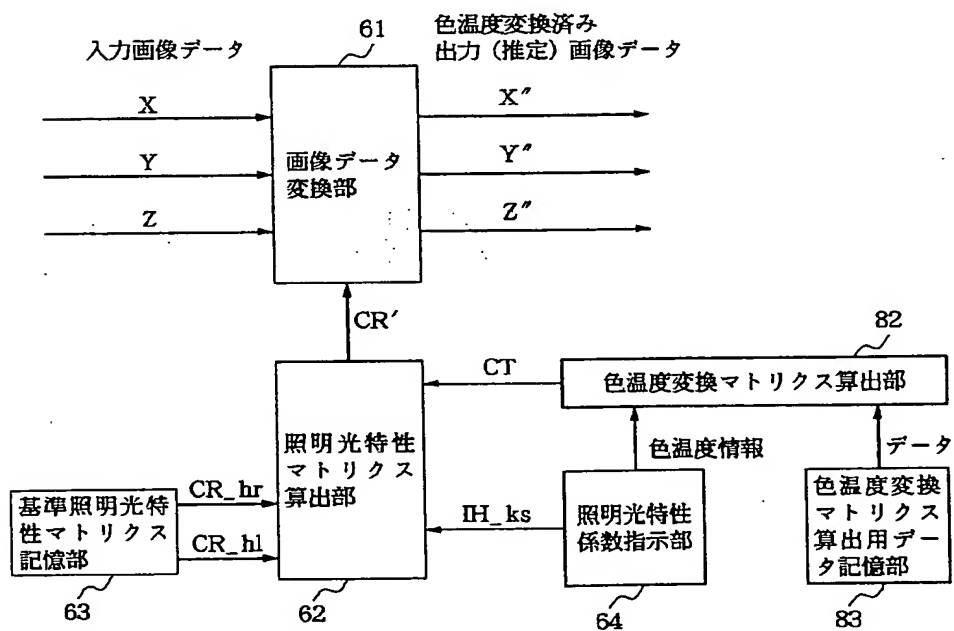 入力画像データ
61
色温度変換済み
出力（推定）画像データ
X
X″
Y
画像データ
変換部
Y″
Z
Z″
CR′
82
CT
色温度変換マトリクス算出部
照明光特性
マトリクス
算出部
色温度情報
データ
基準照明光特
性マトリクス
記憶部
CR_hr
CR_hl
IH_ks
照明光特性
係数指示部
色温度変換
マトリクス
算出用デー
タ記憶部
63
62
64
83